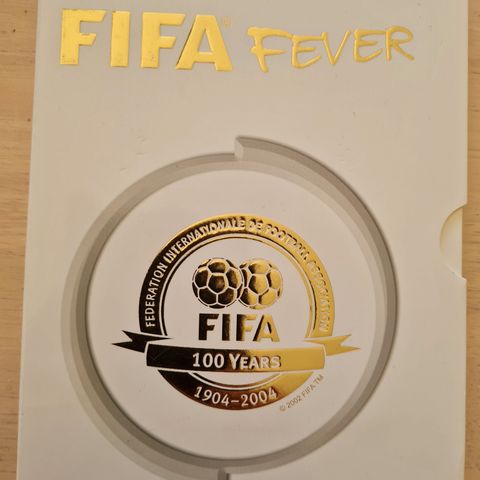 FIFA® FEVER
FEDERATION INTERNATIONALE DE FOOTBALL ASSOCIATION
FIFA
100 YEARS
1904-2004
© 2002 FIFA TM